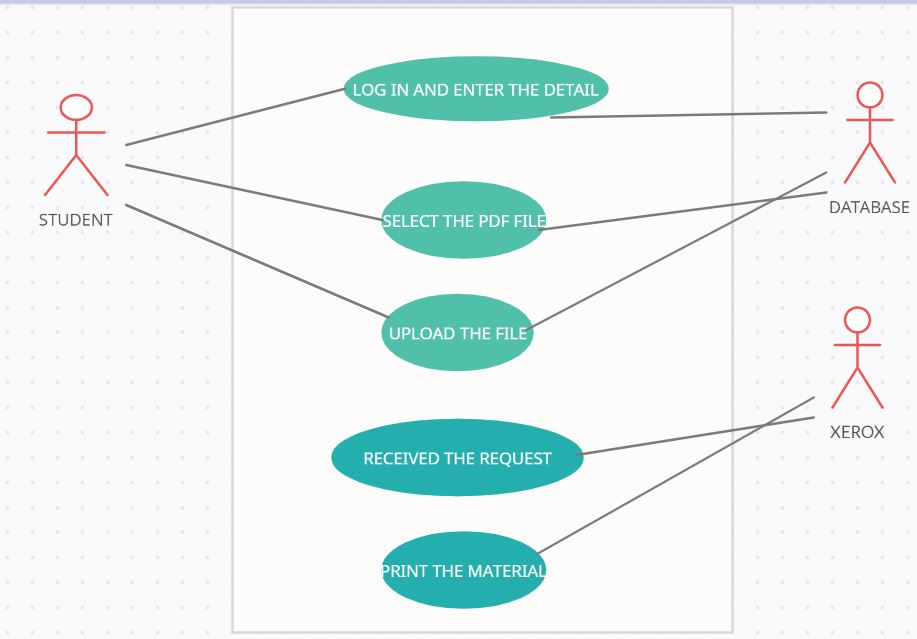 LOG IN AND ENTER THE DETAIL
STUDENT
SELECT THE PDF FILE
DATABASE
UPLOAD THE FILE
RECEIVED THE REQUEST
XEROX
PRINT THE MATERIAL